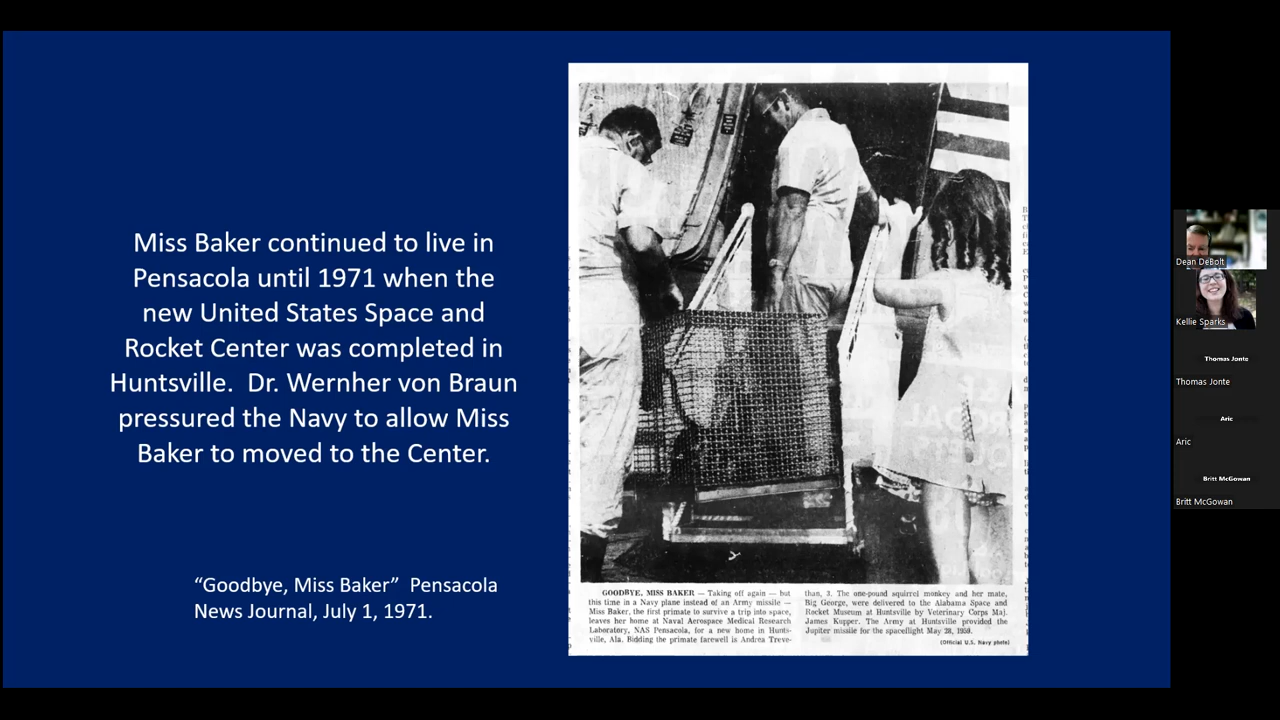 Miss Baker continued to live in
Pensacola until 1971 when the
new United States Space and
Rocket Center was completed in
Huntsville.  Dr. Wernher von Braun
pressured the Navy to allow Miss
Baker to moved to the Center.
“Goodbye, Miss Baker”  Pensacola
News Journal, July 1, 1971.
GOODBYE, MISS BAKER — Taking off again — but
this time in a Navy plane instead of an Army missile —
Miss Baker, the first primate to survive a trip into space,
leaves her home at Naval Aerospace Medical Research
Laboratory, NAS Pensacola, for a new home in Hunts-
ville, Ala. Bidding the primate farewell is Andrea Treve-
than, 3. The one-pound squirrel monkey and her mate,
Big George, were delivered to the Alabama Space and
Rocket Museum at Huntsville by Veterinary Corps Maj.
James Kupper. The Army at Huntsville provided the
Jupiter missile for the spaceflight May 28, 1959.
(Official U.S. Navy photo)
Dean DeBolt
Kellie Sparks
Thomas Jonte
Thomas Jonte
Aric
Aric
Britt McGowan
Britt McGowan